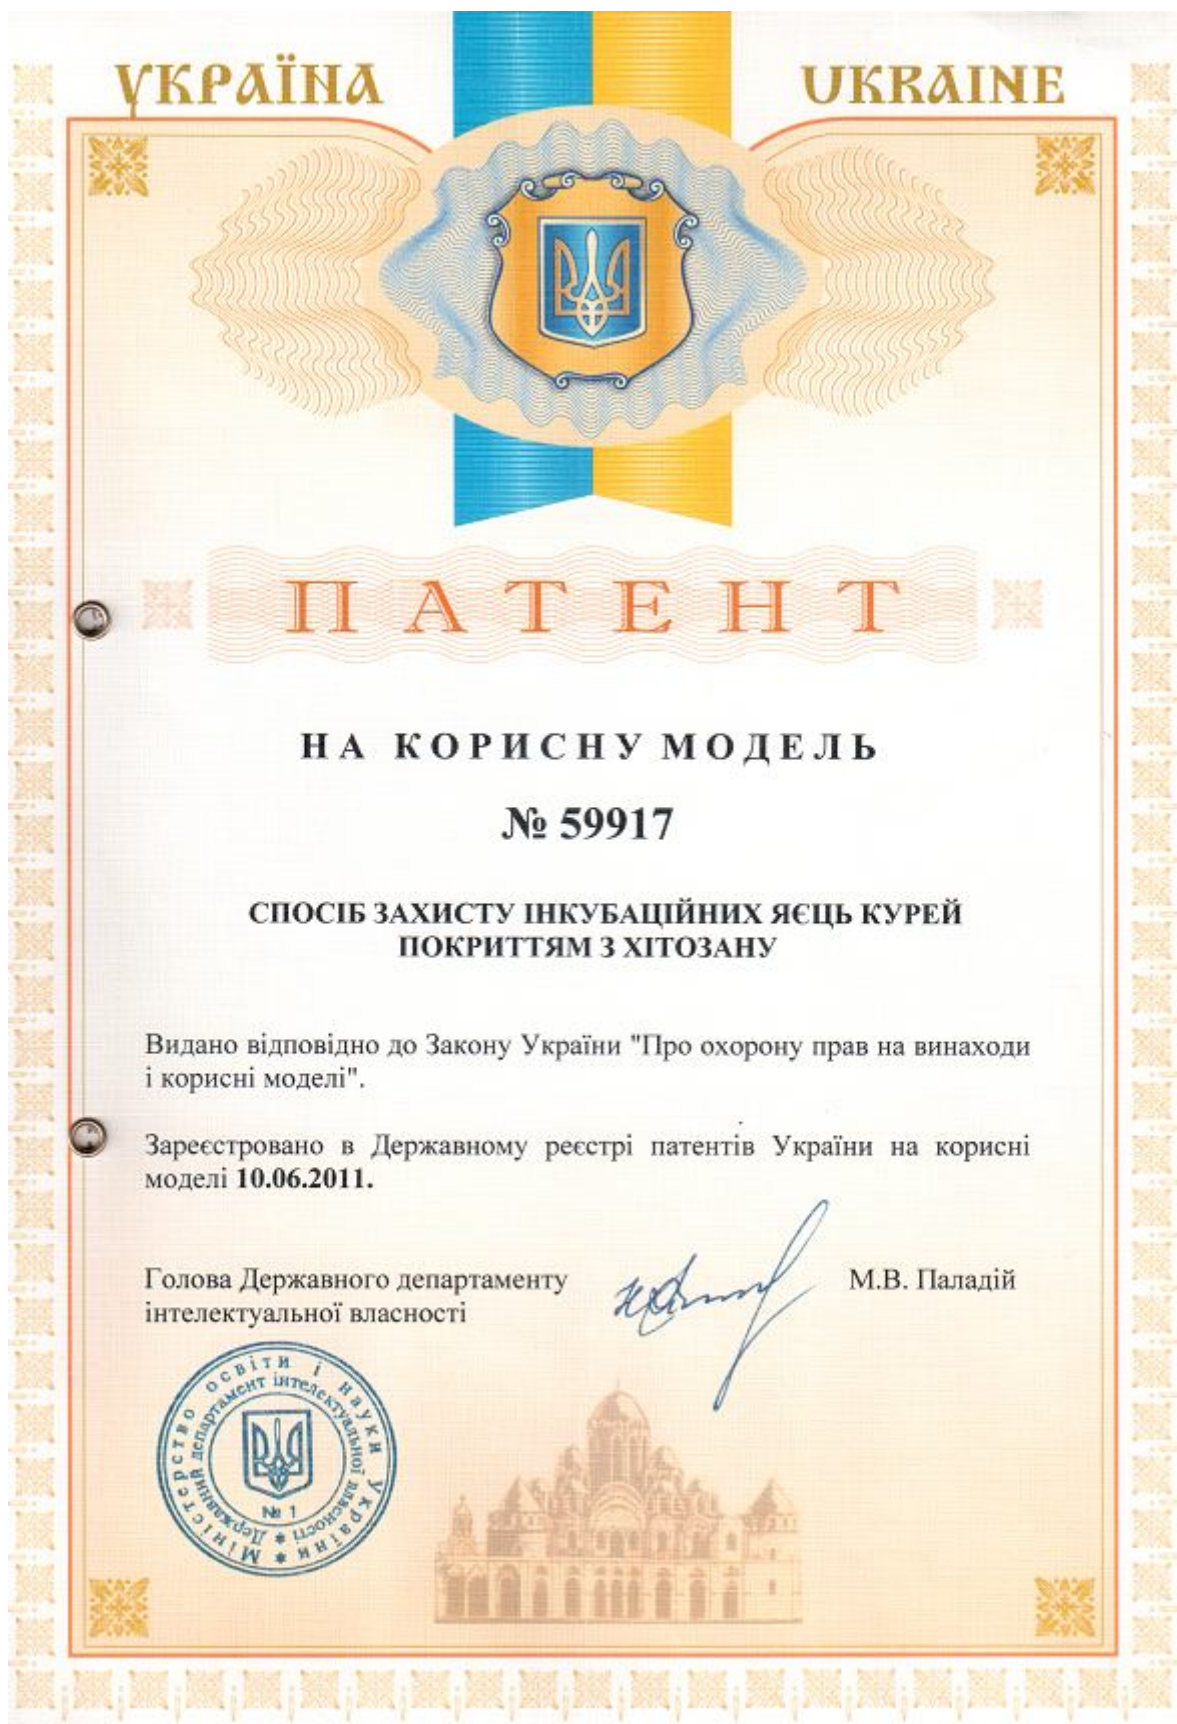 УКРАЇНА
UKRAINE
ПАТЕНТ
НА КОРИСНУ МОДЕЛЬ
№ 59917
СПОСІБ ЗАХИСТУ ІНКУБАЦІЙНИХ ЯЄЦЬ КУРЕЙ
ПОКРИТТЯМ З ХІТОЗАНУ
Видано відповідно до Закону України "Про охорону прав на винаходи
і корисні моделі".
Зареєстровано в Державному реєстрі патентів України на корисні
моделі 10.06.2011.
Голова Державного департаменту
інтелектуальної власності
М.В. Паладій
Міністерство освіти і науки України *
Державний департамент інтелектуальної власності *
№ 1